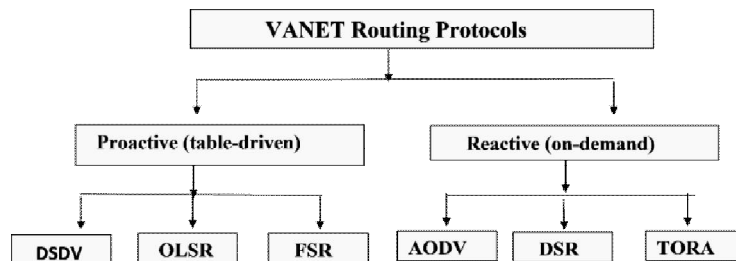 VANET Routing Protocols
Proactive (table-driven)
Reactive (on-demand)
DSDV
OLSR
FSR
AODV
DSR
TORA